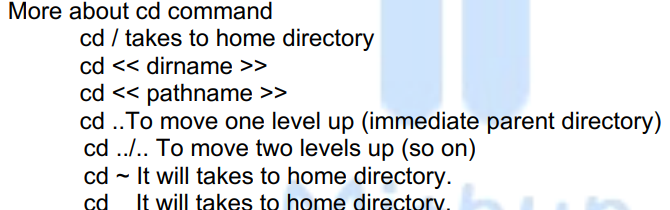 More about cd command
cd / takes to home directory
cd << dirname >>
cd << pathname >>
cd ..To move one level up (immediate parent directory)
cd ../.. To move two levels up (so on)
cd ~ It will takes to home directory.
cd It will takes to home directory.